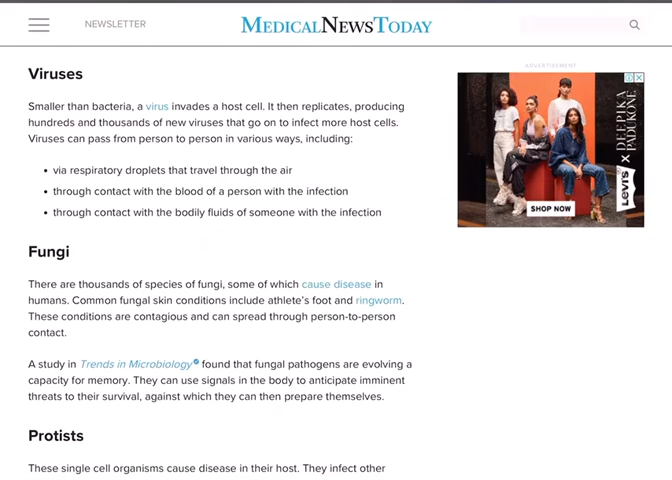 NEWSLETTER
MEDICALNEWSTODAY
Viruses
ADVERTISEMENT
Smaller than bacteria, a virus invades a host cell. It then replicates, producing
hundreds and thousands of new viruses that go on to infect more host cells.
Viruses can pass from person to person in various ways, including:
• via respiratory droplets that travel through the air
• through contact with the blood of a person with the infection
• through contact with the bodily fluids of someone with the infection
Levi's X DEEPIKA
PADUKONE
SHOP NOW
Fungi
There are thousands of species of fungi, some of which cause disease in
humans. Common fungal skin conditions include athlete's foot and ringworm.
These conditions are contagious and can spread through person-to-person
contact.
A study in Trends in Microbiology found that fungal pathogens are evolving a
capacity for memory. They can use signals in the body to anticipate imminent
threats to their survival, against which they can then prepare themselves.
Protists
These single cell organisms cause disease in their host. They infect other